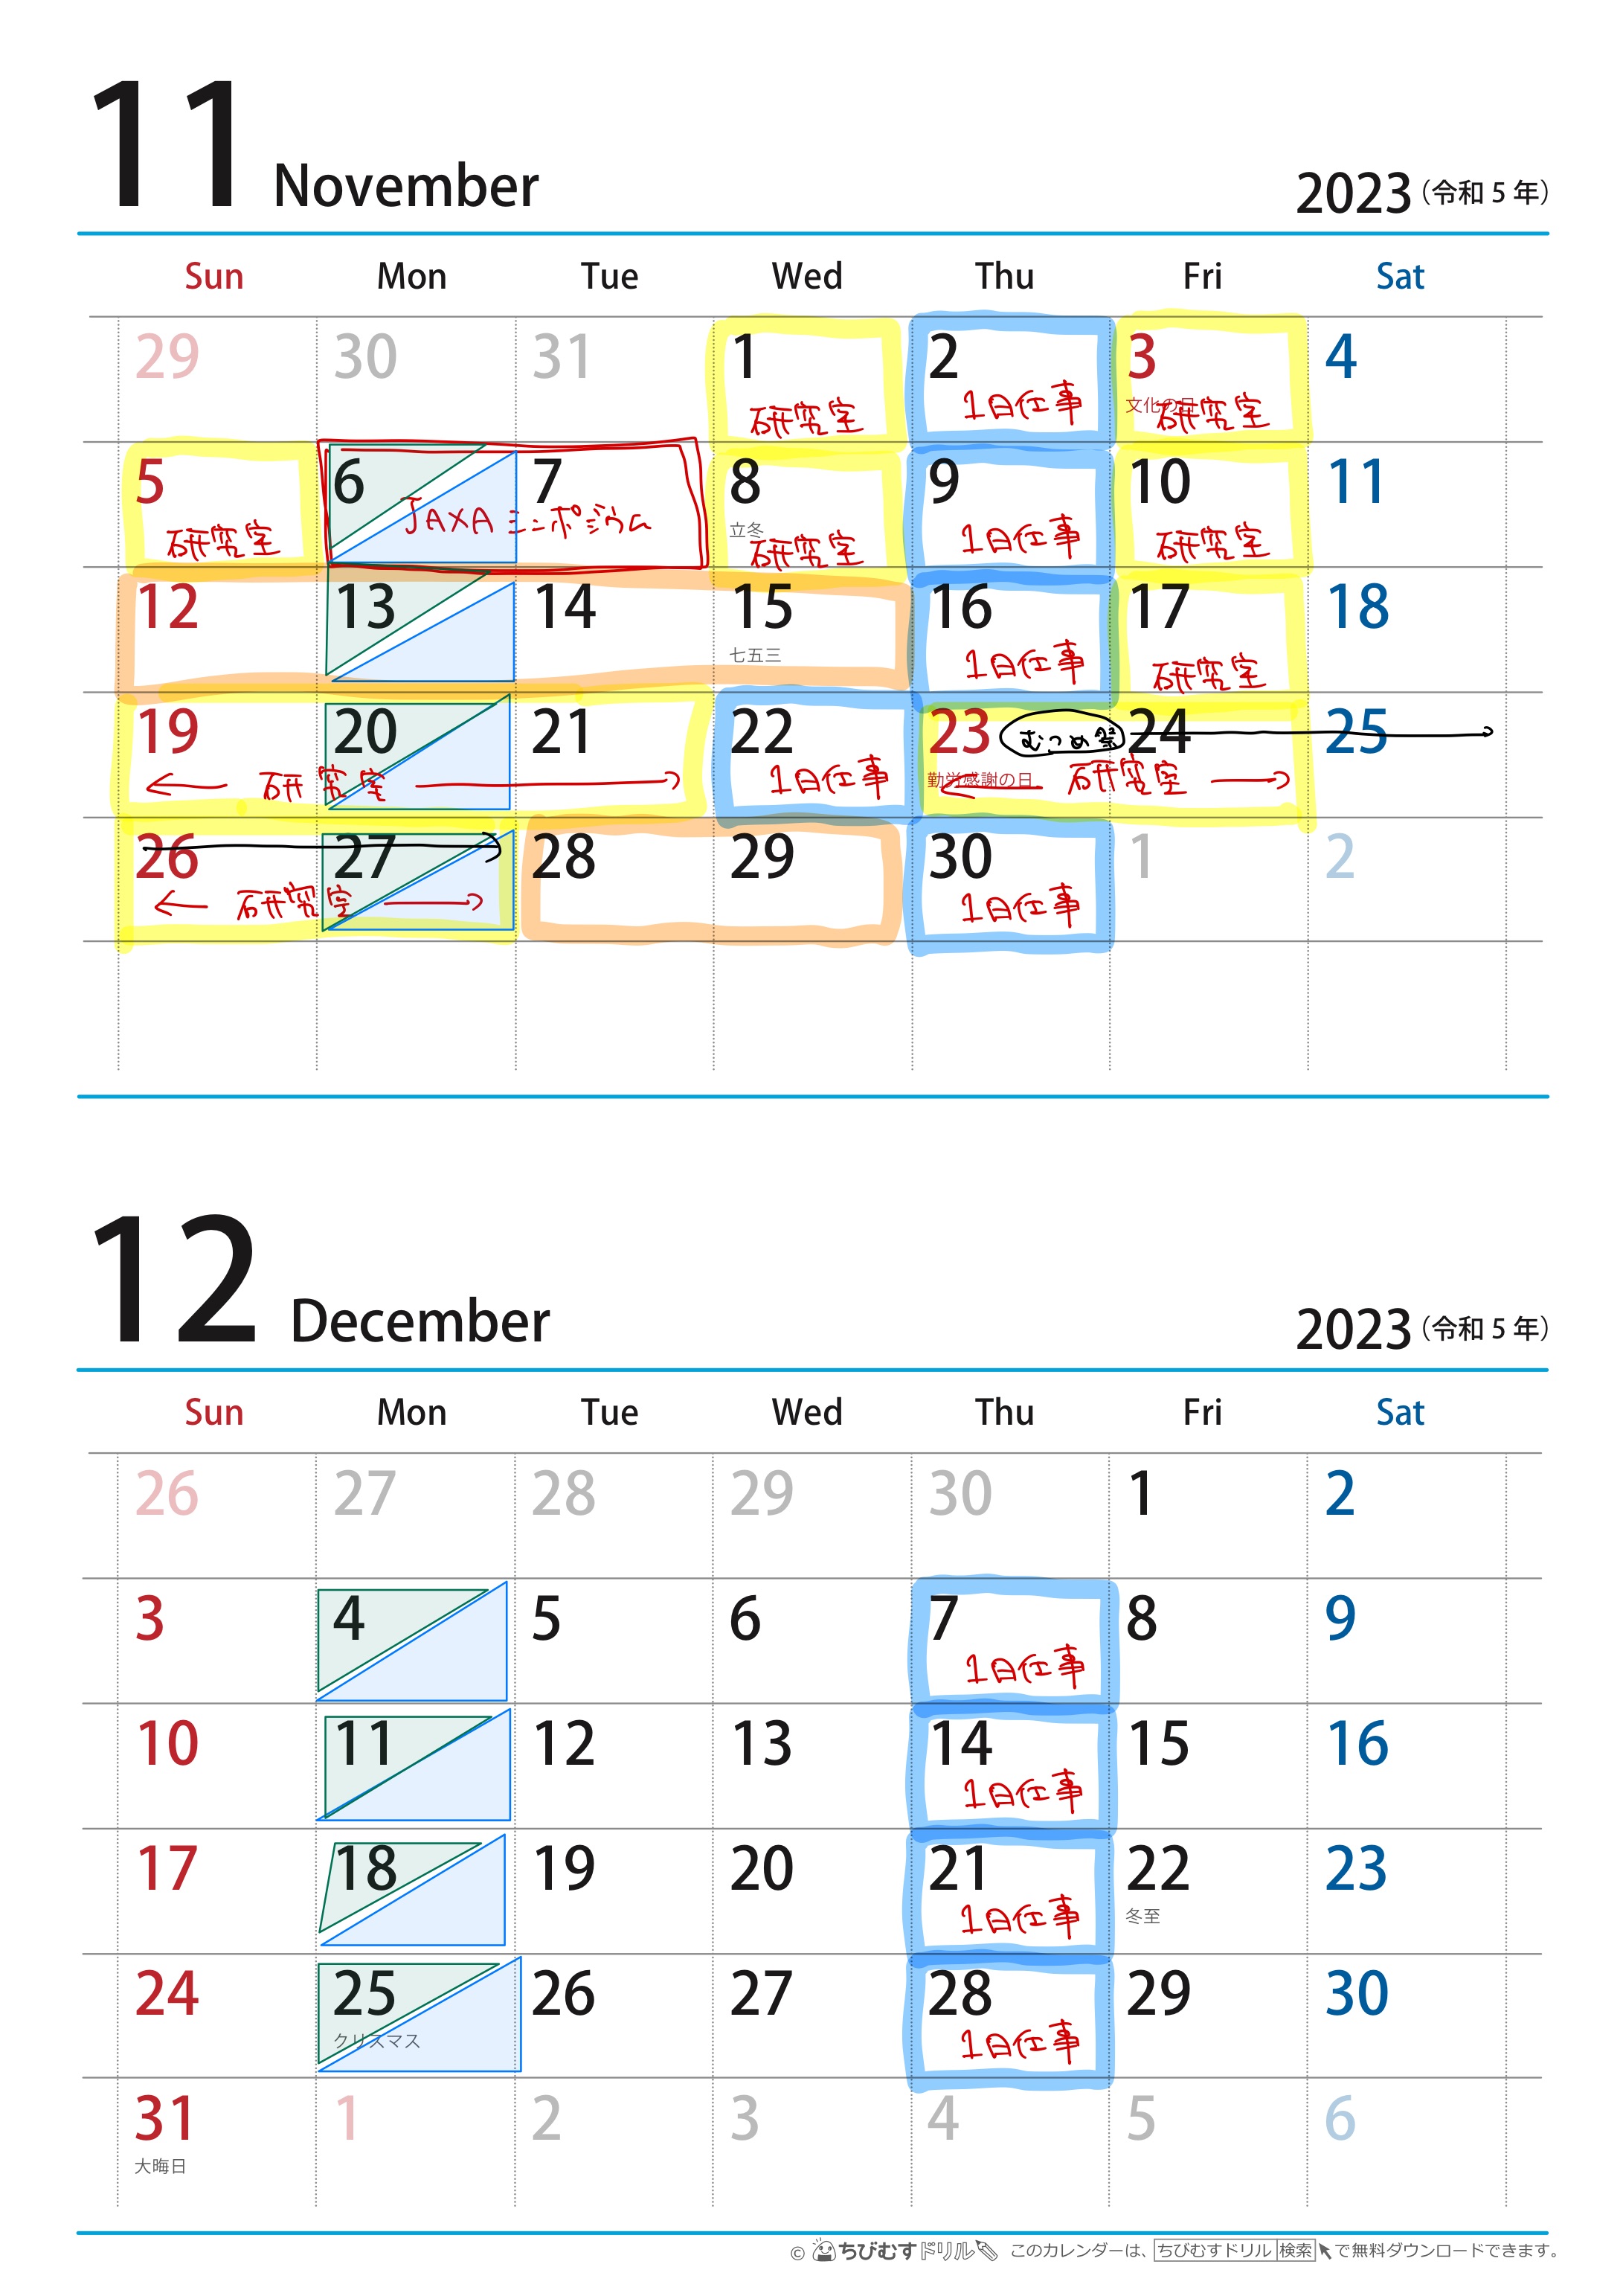 11 November 2023 (令和 5 年)
Sun Mon Tue Wed Thu Fri Sat
29 30 31 1 2 3 4
研究室 1日仕事 文化の日 研究室
5 6 7 8 9 10 11
研究室 JAXA シンポジウム 立冬 研究室 1日仕事 研究室
12 13 14 15 16 17 18
七五三 1日仕事 研究室
19 20 21 22 23 むつめ祭 24 25
研究室 1日仕事 勤労感謝の日 研究室
26 27 28 29 30 1 2
研究室 1日仕事
12 December 2023 (令和 5 年)
Sun Mon Tue Wed Thu Fri Sat
26 27 28 29 30 1 2
3 4 5 6 7 8 9
1日仕事
10 11 12 13 14 15 16
1日仕事
17 18 19 20 21 22 23
1日仕事 冬至
24 25 26 27 28 29 30
クリスマス 1日仕事
31 1 2 3 4 5 6
大晦日
© ちびむすドリル このカレンダーは、ちびむすドリル 検索 で無料ダウンロードできます。